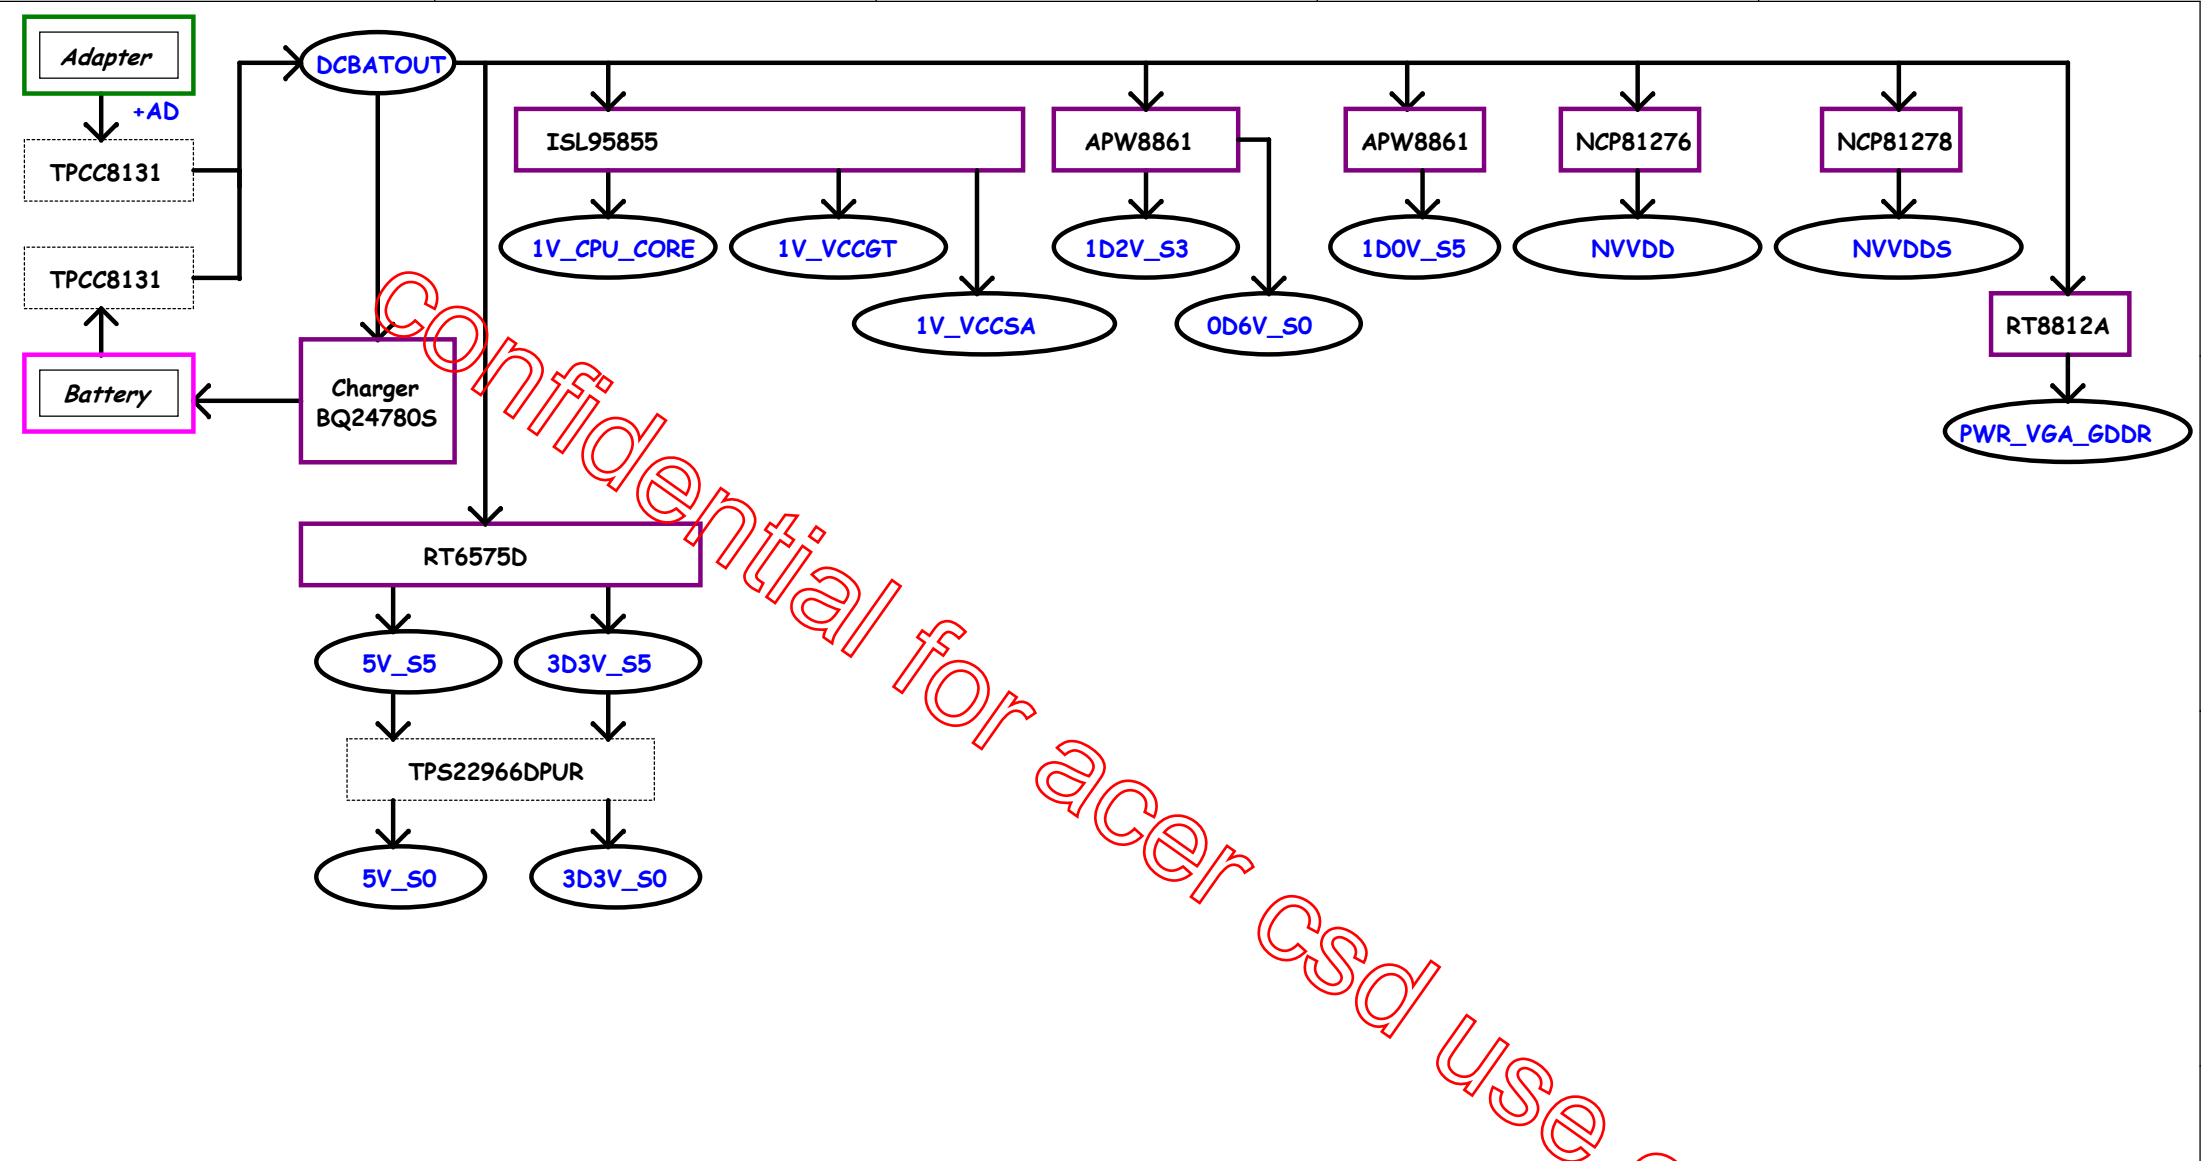 Adapter
+AD
TPCC8131
TPCC8131
Battery
DCBATOUT
Charger
BQ24780S
ISL95855
1V_CPU_CORE
1V_VCCGT
1V_VCCSA
APW8861
1D2V_S3
0D6V_S0
APW8861
1D0V_S5
NCP81276
NVVDD
NCP81278
NVVDDS
RT8812A
PWR_VGA_GDDR
RT6575D
5V_S5
3D3V_S5
TPS22966DPUR
5V_S0
3D3V_S0
confidential for acer csd use